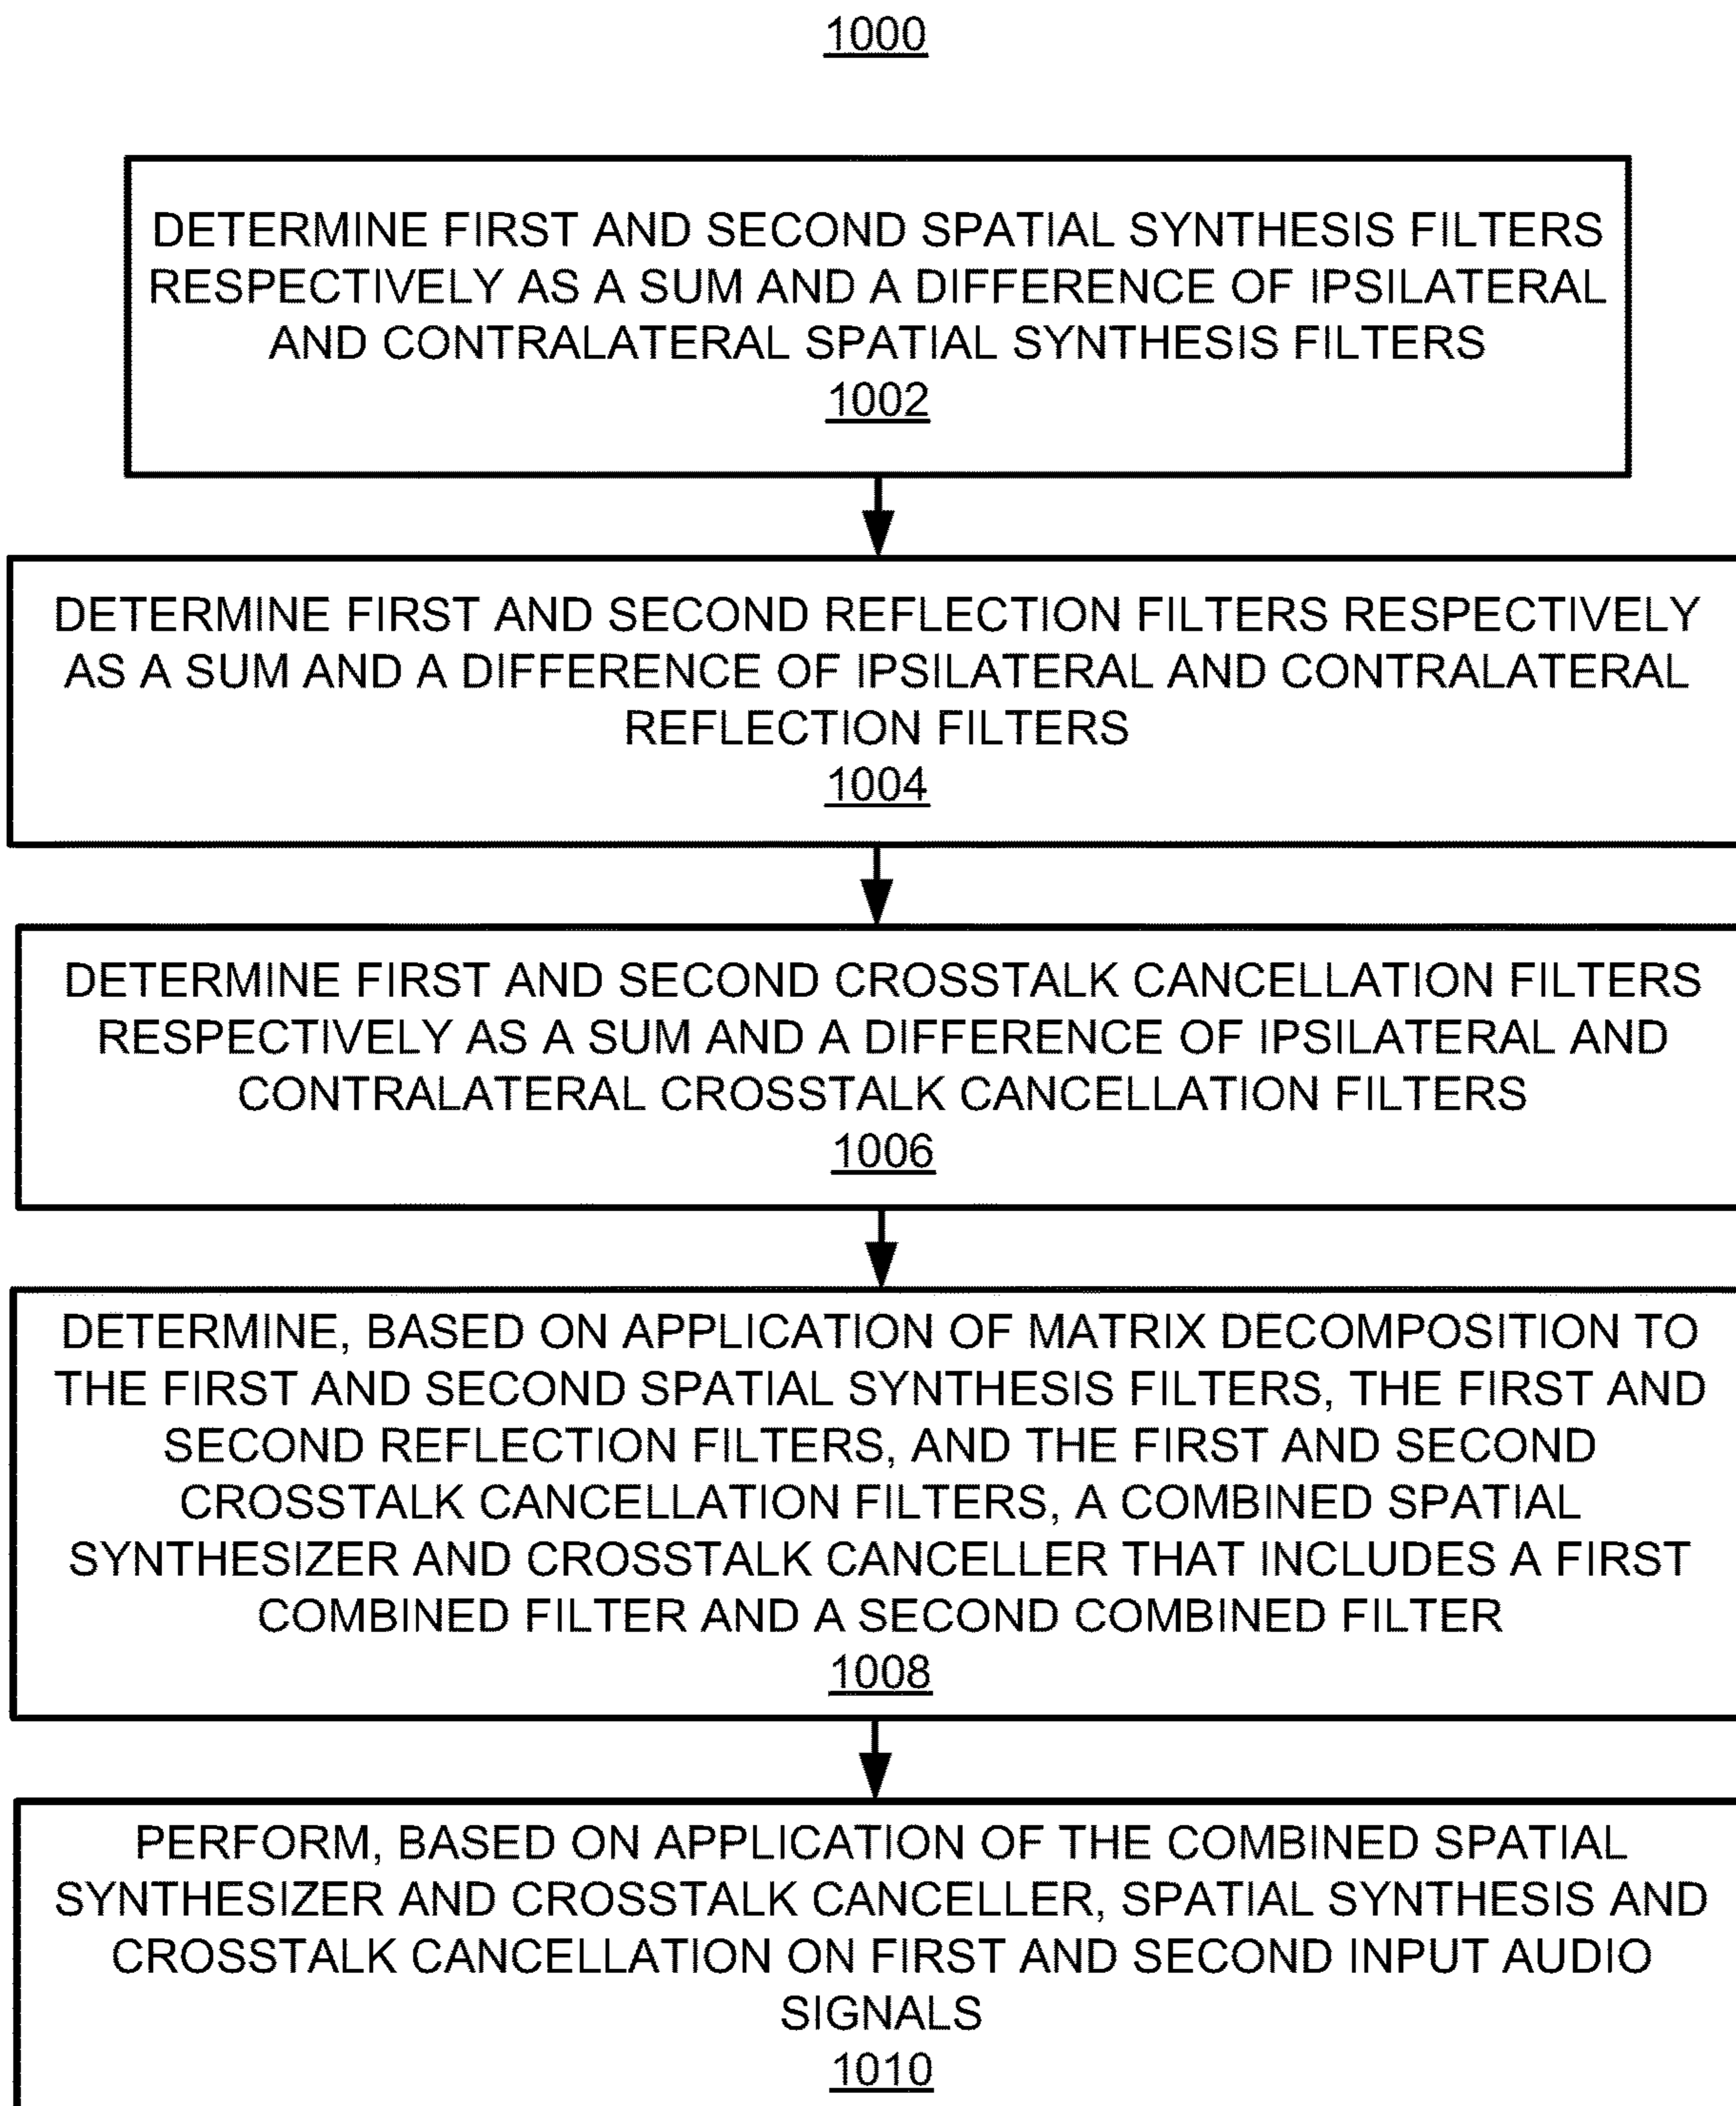 1000
DETERMINE FIRST AND SECOND SPATIAL SYNTHESIS FILTERS
RESPECTIVELY AS A SUM AND A DIFFERENCE OF IPSILATERAL
AND CONTRALATERAL SPATIAL SYNTHESIS FILTERS
1002
DETERMINE FIRST AND SECOND REFLECTION FILTERS RESPECTIVELY
AS A SUM AND A DIFFERENCE OF IPSILATERAL AND CONTRALATERAL
REFLECTION FILTERS
1004
DETERMINE FIRST AND SECOND CROSSTALK CANCELLATION FILTERS
RESPECTIVELY AS A SUM AND A DIFFERENCE OF IPSILATERAL AND
CONTRALATERAL CROSSTALK CANCELLATION FILTERS
1006
DETERMINE, BASED ON APPLICATION OF MATRIX DECOMPOSITION TO
THE FIRST AND SECOND SPATIAL SYNTHESIS FILTERS, THE FIRST AND
SECOND REFLECTION FILTERS, AND THE FIRST AND SECOND
CROSSTALK CANCELLATION FILTERS, A COMBINED SPATIAL
SYNTHESIZER AND CROSSTALK CANCELLER THAT INCLUDES A FIRST
COMBINED FILTER AND A SECOND COMBINED FILTER
1008
PERFORM, BASED ON APPLICATION OF THE COMBINED SPATIAL
SYNTHESIZER AND CROSSTALK CANCELLER, SPATIAL SYNTHESIS AND
CROSSTALK CANCELLATION ON FIRST AND SECOND INPUT AUDIO
SIGNALS
1010